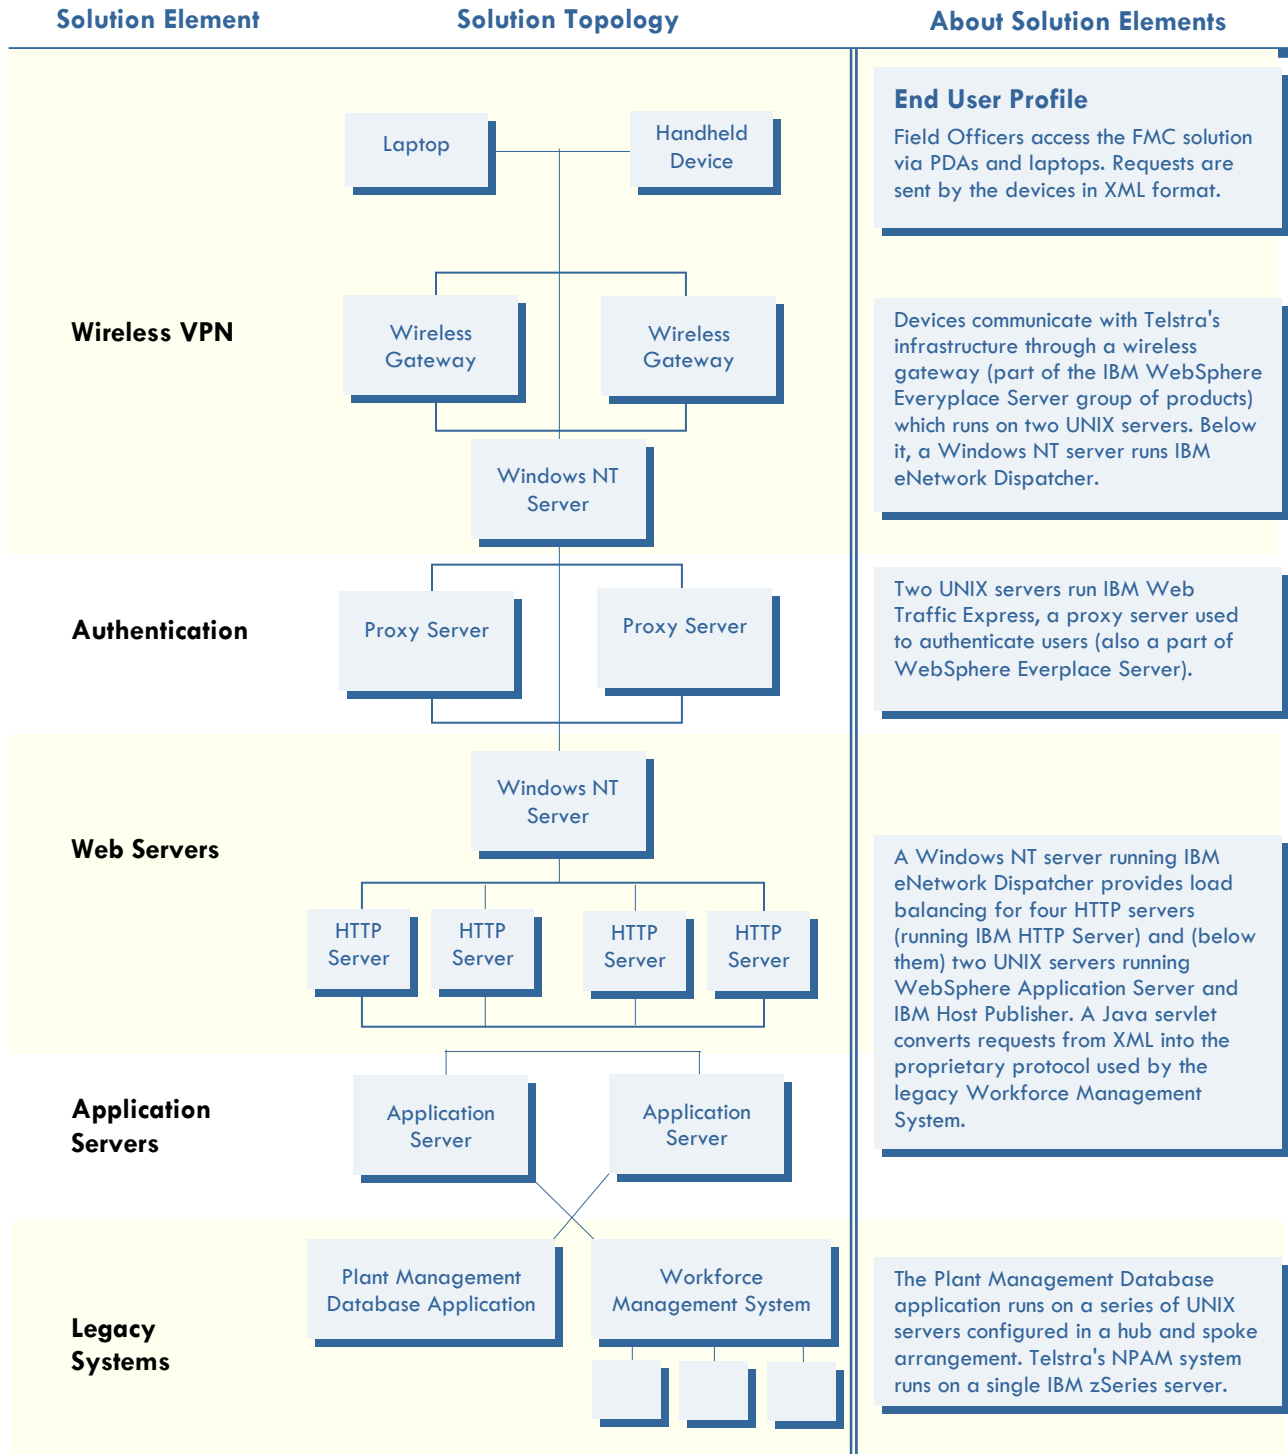 Solution Element
Solution Topology
About Solution Elements
Laptop
Handheld
Device
End User Profile
Field Officers access the FMC solution
via PDAs and laptops. Requests are
sent by the devices in XML format.
Wireless VPN
Wireless
Gateway
Wireless
Gateway
Windows NT
Server
Devices communicate with Telstra's
infrastructure through a wireless
gateway (part of the IBM WebSphere
Everyplace Server group of products)
which runs on two UNIX servers. Below
it, a Windows NT server runs IBM
eNetwork Dispatcher.
Authentication
Proxy Server
Proxy Server
Two UNIX servers run IBM Web
Traffic Express, a proxy server used
to authenticate users (also a part of
WebSphere Everplace Server).
Web Servers
Windows NT
Server
HTTP
Server
HTTP
Server
HTTP
Server
HTTP
Server
A Windows NT server running IBM
eNetwork Dispatcher provides load
balancing for four HTTP servers
(running IBM HTTP Server) and (below
them) two UNIX servers running
WebSphere Application Server and
IBM Host Publisher. A Java servlet
converts requests from XML into the
proprietary protocol used by the
legacy Workforce Management
System.
Application
Servers
Application
Server
Application
Server
Legacy
Systems
Plant Management
Database Application
Workforce
Management System
The Plant Management Database
application runs on a series of UNIX
servers configured in a hub and spoke
arrangement. Telstra's NPAM system
runs on a single IBM zSeries server.